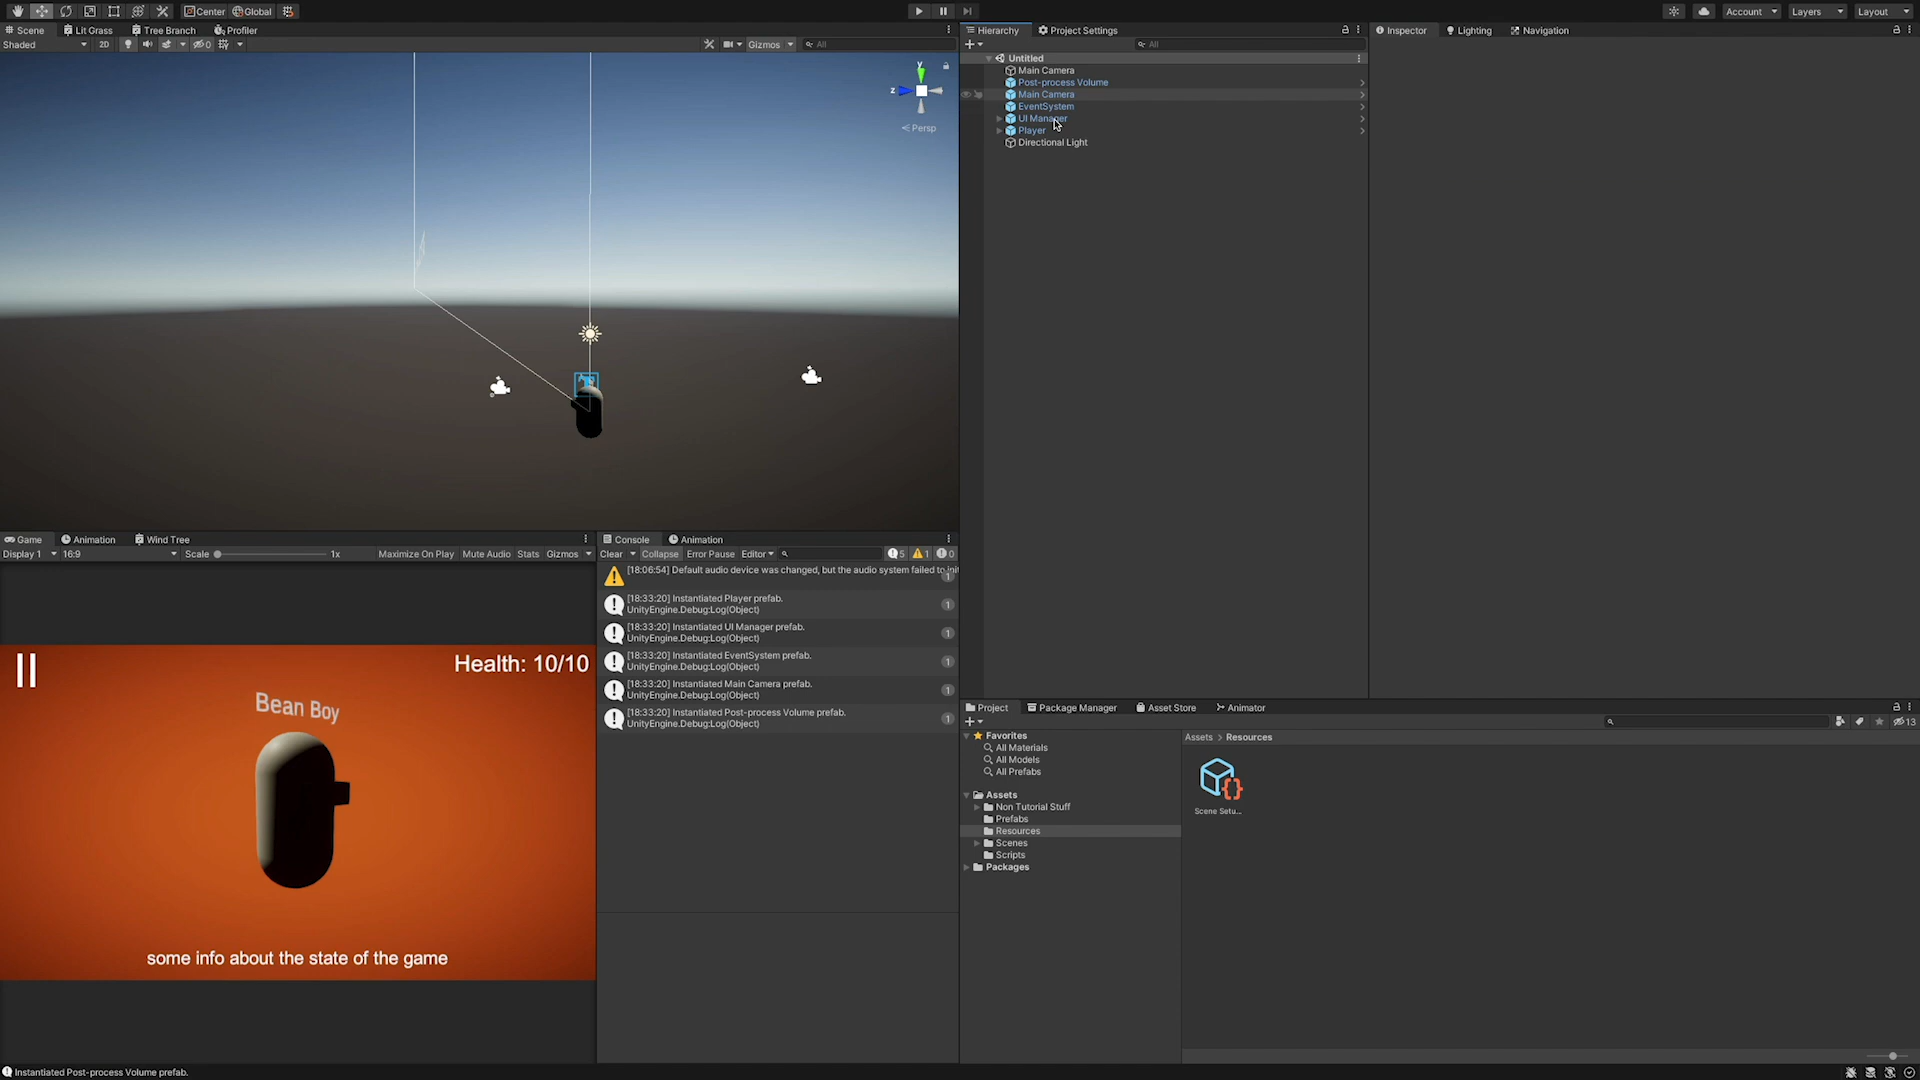 Center Global Account Layers Layout
Scene Lit Grass Tree Branch Profiler Hierarchy Project Settings Inspector Lighting Navigation
Shaded 2D 0 Gizmos All All
Untitled
Main Camera
Post-process Volume
Main Camera
EventSystem
UI Manager
Player
Directional Light
y
z
Persp
Game Animation Wind Tree Console Animation
Display 1 16:9 Scale 1x Maximize On Play Mute Audio Stats Gizmos Clear Collapse Error Pause Editor 5 1 0
[18:06:54] Default audio device was changed, but the audio system failed to 1
[18:33:20] Instantiated Player prefab.
UnityEngine.Debug:Log(Object) 1
[18:33:20] Instantiated UI Manager prefab.
UnityEngine.Debug:Log(Object) 1
[18:33:20] Instantiated EventSystem prefab.
UnityEngine.Debug:Log(Object) 1
[18:33:20] Instantiated Main Camera prefab.
UnityEngine.Debug:Log(Object) 1
[18:33:20] Instantiated Post-process Volume prefab.
UnityEngine.Debug:Log(Object) 1
Health: 10/10
Bean Boy
some info about the state of the game
Project Package Manager Asset Store Animator
13
Favorites
All Materials
All Models
All Prefabs
Assets
Non Tutorial Stuff
Prefabs
Resources
Scenes
Scripts
Packages
Assets > Resources
Scene Setu...
Instantiated Post-process Volume prefab.